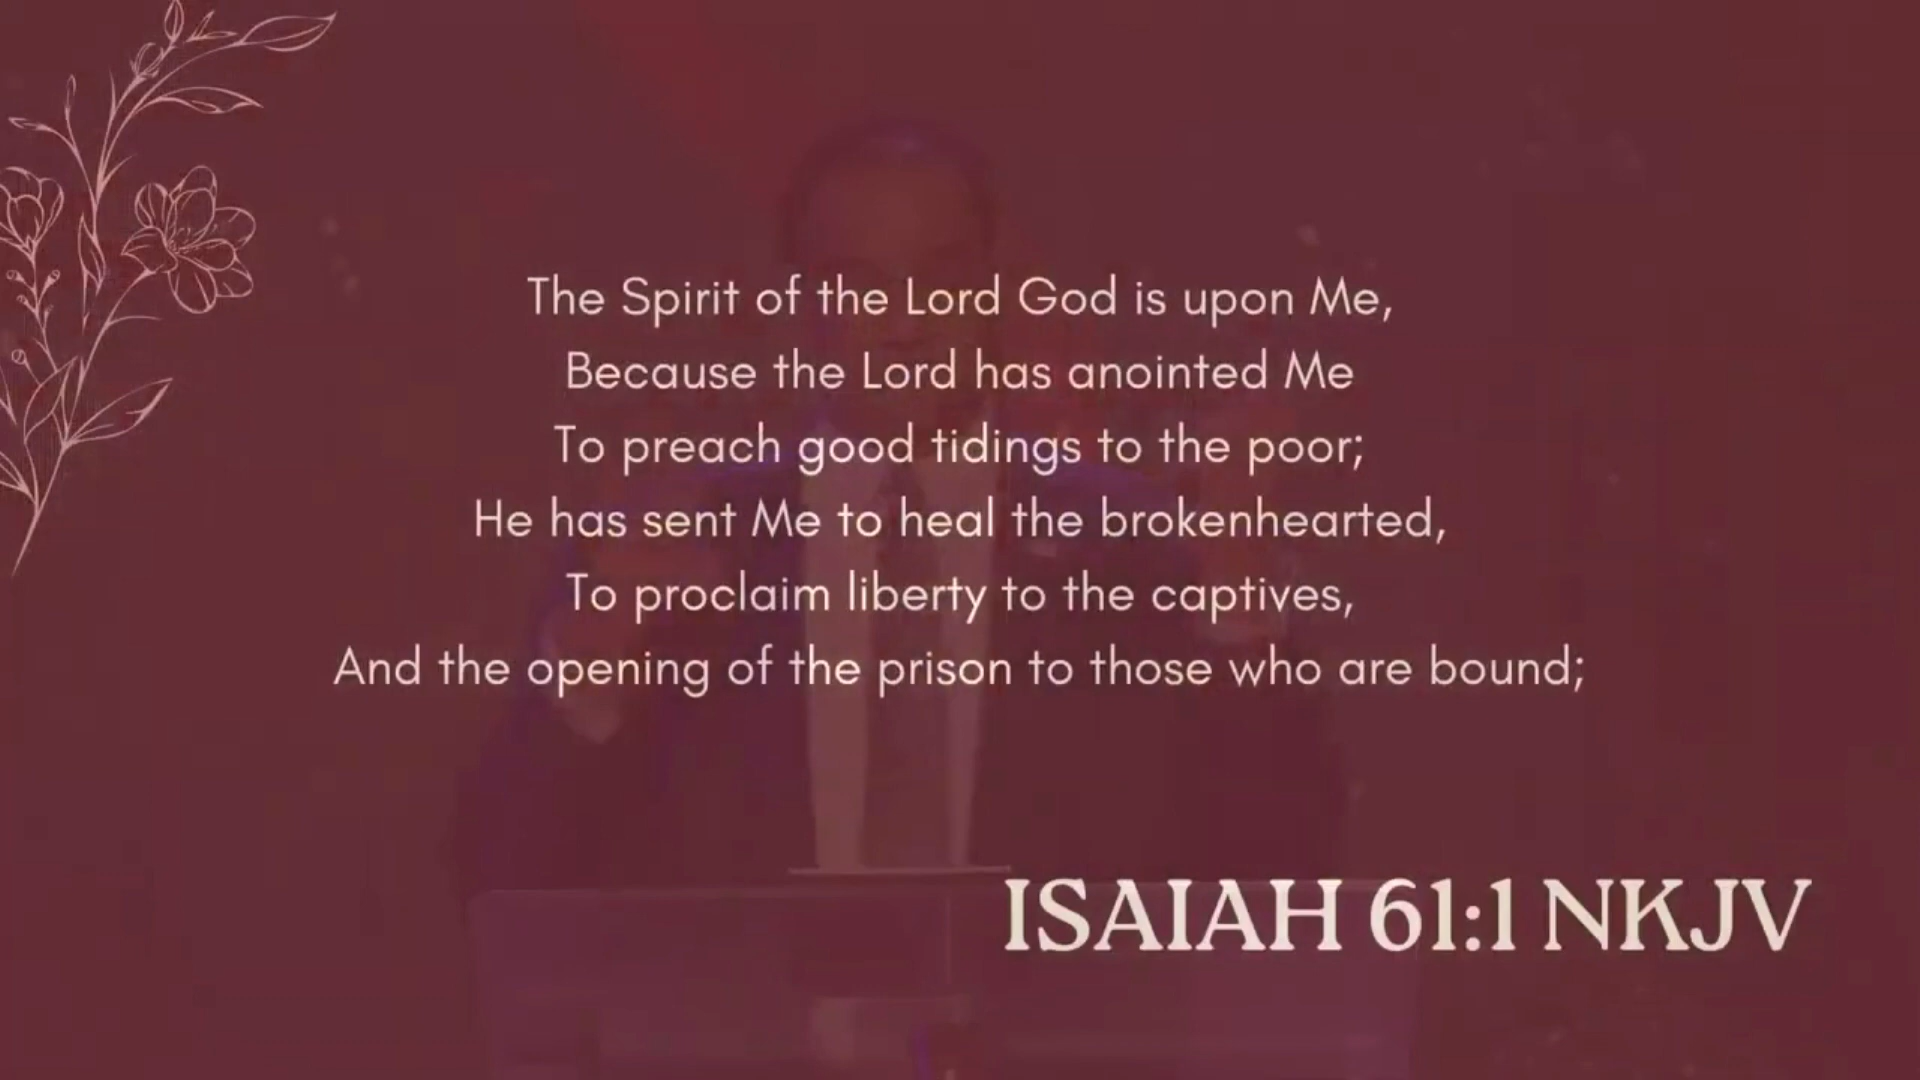 The Spirit of the Lord God is upon Me,
Because the Lord has anointed Me
To preach good tidings to the poor;
He has sent Me to heal the brokenhearted,
To proclaim liberty to the captives,
And the opening of the prison to those who are bound;
ISAIAH 61:1 NKJV